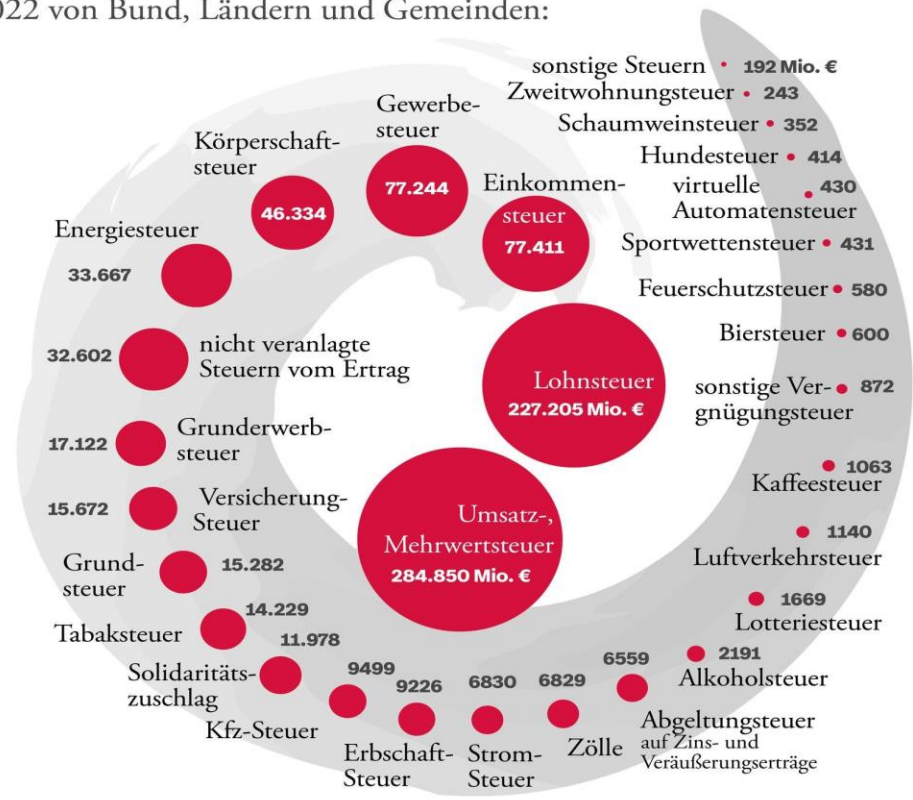 022 von Bund, Ländern und Gemeinden:
sonstige Steuern 192 Mio. €
Zweitwohnungsteuer 243
Schaumweinsteuer 352
Hundesteuer 414
virtuelle 430
Automatensteuer
Sportwettensteuer 431
Feuerschutzsteuer 580
Biersteuer 600
sonstige Ver- 872
gnügungsteuer
1063
Kaffeesteuer
1140
Luftverkehrsteuer
1669
Lotteriesteuer
2191
Alkoholsteuer
6559
Abgeltungsteuer
auf Zins- und
Veräußerungserträge
6829
Zölle
6830
Strom-
Steuer
9226
Erbschaft-
Steuer
9499
Kfz-Steuer
11.978
Solidaritäts-
zuschlag
14.229
Tabaksteuer
Grund-
steuer
15.282
Versicherung-
Steuer
15.672
Grunderwerb-
steuer
17.122
nicht veranlagte
Steuern vom Ertrag
32.602
Energiesteuer
33.667
Körperschaft-
steuer
46.334
Gewerbe-
steuer
77.244
Einkommen-
steuer
77.411
Lohnsteuer
227.205 Mio. €
Umsatz-,
Mehrwertsteuer
284.850 Mio. €